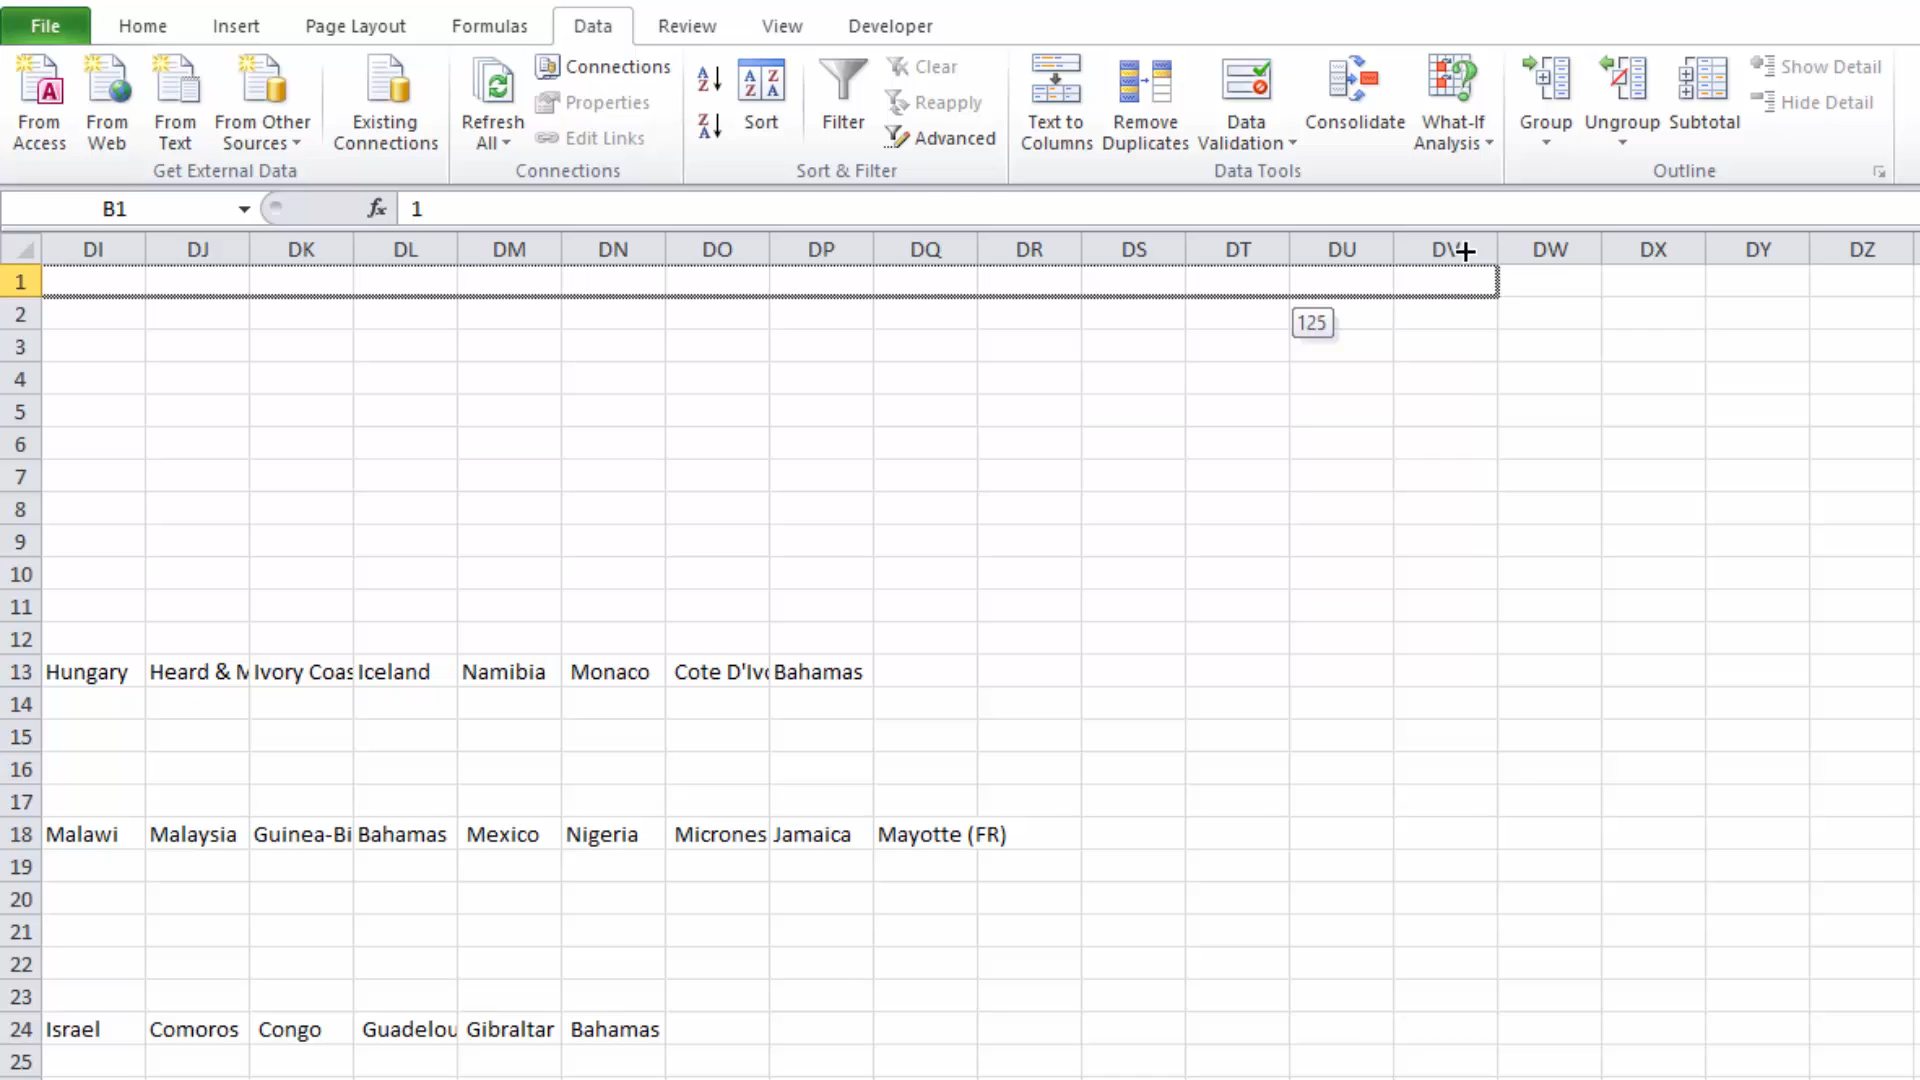 File Home Insert Page Layout Formulas Data Review View Developer
From Access From Web From Text From Other Sources Existing Connections
Get External Data
Refresh All Connections Properties Edit Links
Connections
A Z Z A Sort Filter Clear Reapply Advanced
Sort & Filter
Text to Columns Remove Duplicates Data Validation Consolidate What-If Analysis
Data Tools
Group Ungroup Subtotal Show Detail Hide Detail
Outline
B1 fx 1
DI DJ DK DL DM DN DO DP DQ DR DS DT DU DV DW DX DY DZ
1
2
125
3
4
5
6
7
8
9
10
11
12
13 Hungary Heard & M Ivory Coas Iceland Namibia Monaco Cote D'Ivo Bahamas
14
15
16
17
18 Malawi Malaysia Guinea-Bi Bahamas Mexico Nigeria Micrones Jamaica Mayotte (FR)
19
20
21
22
23
24 Israel Comoros Congo Guadelou Gibraltar Bahamas
25